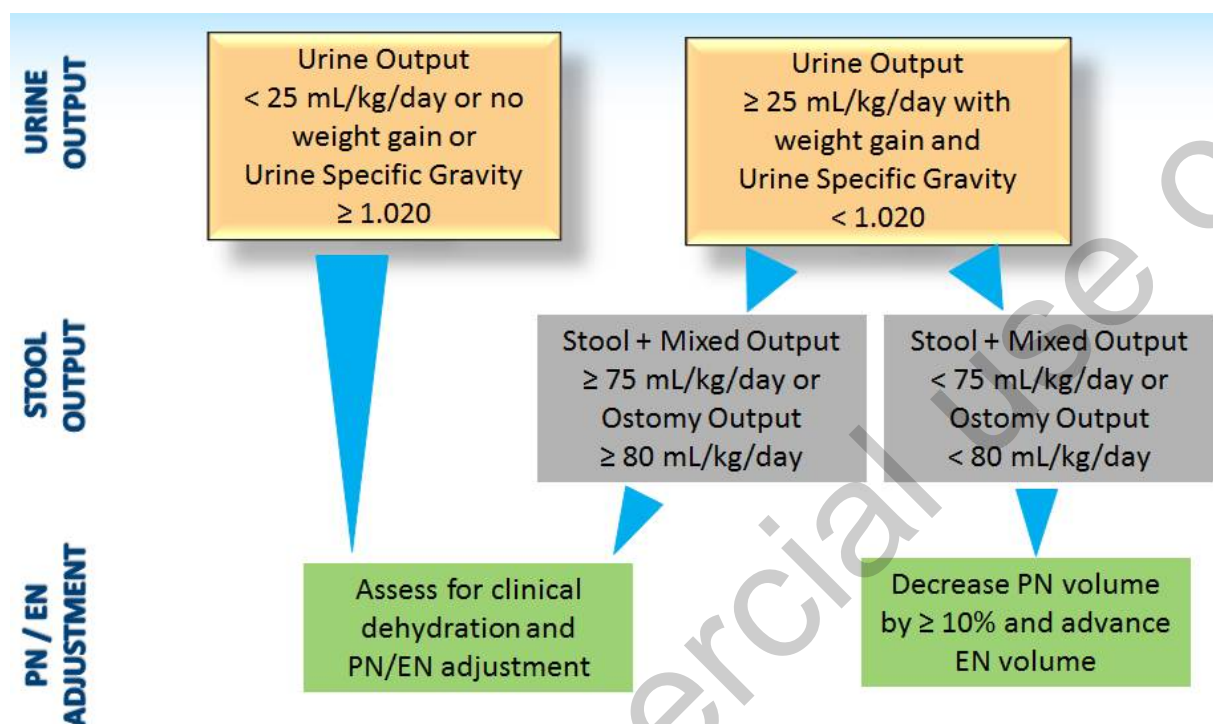 URINE
OUTPUT
Urine Output
< 25 mL/kg/day or no
weight gain or
Urine Specific Gravity
≥ 1.020
Urine Output
≥ 25 mL/kg/day with
weight gain and
Urine Specific Gravity
< 1.020
STOOL
OUTPUT
Stool + Mixed Output
≥ 75 mL/kg/day or
Ostomy Output
≥ 80 mL/kg/day
Stool + Mixed Output
< 75 mL/kg/day or
Ostomy Output
< 80 mL/kg/day
PN / EN
ADJUSTMENT
Assess for clinical
dehydration and
PN/EN adjustment
Decrease PN volume
by ≥ 10% and advance
EN volume
ercial use o